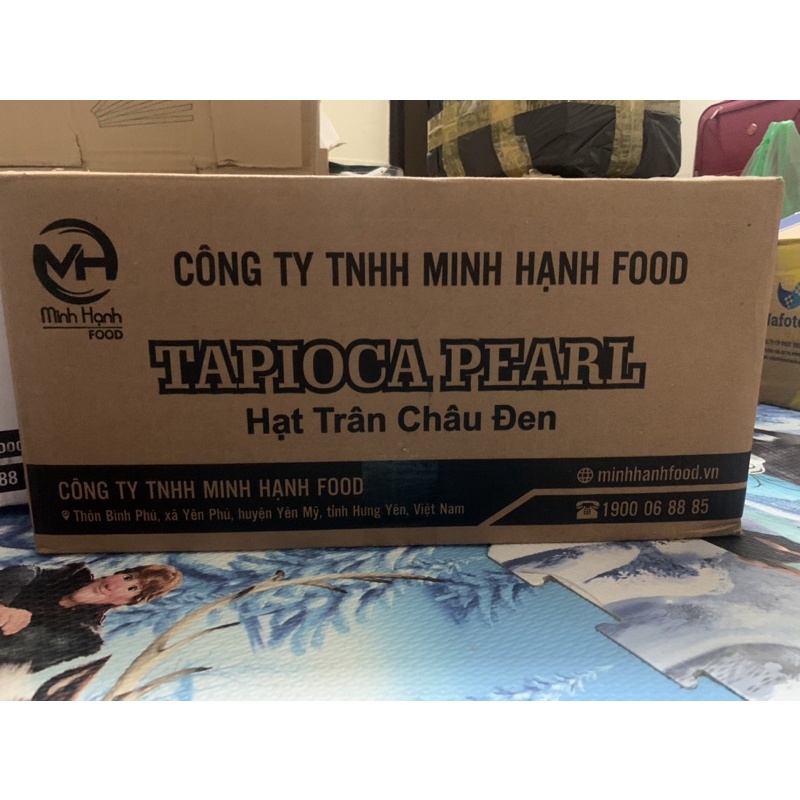 MH
Minh Hạnh
FOOD
CÔNG TY TNHH MINH HẠNH FOOD
TAPIOCA PEARL
Hạt Trân Châu Đen
CÔNG TY TNHH MINH HẠNH FOOD
Thôn Bình Phú, xã Yên Phú, huyện Yên Mỹ, tỉnh Hưng Yên, Việt Nam
minhhanhfood.vn
1900 06 88 85
88